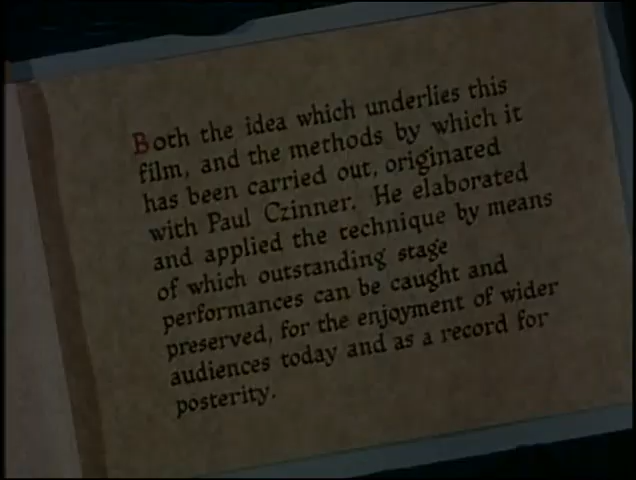 Both the idea which underlies this
film, and the methods by which it
has been carried out, originated
with Paul Czinner. He elaborated
and applied the technique by means
of which outstanding stage
performances can be caught and
preserved, for the enjoyment of wider
audiences today and as a record for
posterity.